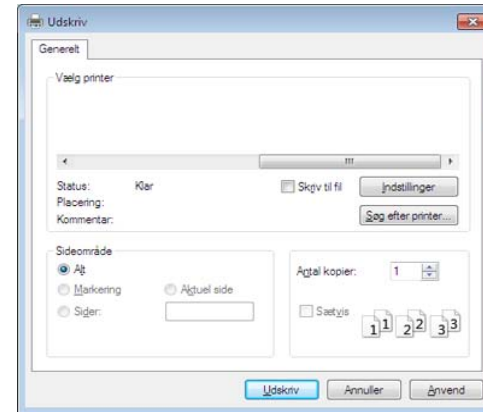 Udskriv
Generelt
Vælg printer
Status: Klar
Skriv til fil
Indstillinger
Placering:
Kommentar:
Søg efter printer...
Sideområde
Alt
Markering
Aktuel side
Sider:
Antal kopier: 1
Sætvis
1 1 2 2 3 3
Udskriv Annuller Anvend